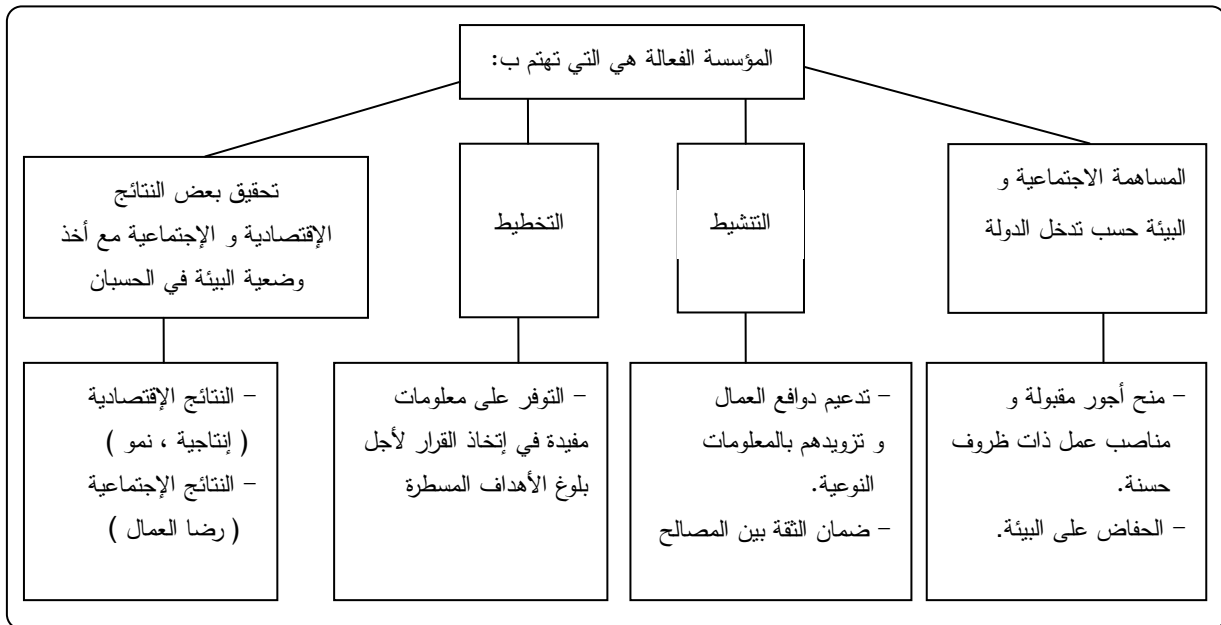 المؤسسة الفعالة هي التي تهتم ب:
المساهمة الاجتماعية و
البيئة حسب تدخل الدولة
التنشيط
التخطيط
تحقيق بعض النتائج
الإقتصادية و الإجتماعية مع أخذ
وضعية البيئة في الحسبان
- منح أجور مقبولة و
مناصب عمل ذات ظروف
حسنة.
- الحفاض على البيئة.
- تدعيم دوافع العمال
و تزويدهم بالمعلومات
النوعية.
- ضمان الثقة بين المصالح
- التوفر على معلومات
مفيدة في إتخاذ القرار لأجل
بلوغ الأهداف المسطرة
- النتائج الإقتصادية
( إنتاجية ، نمو )
- النتائج الإجتماعية
( رضا العمال )